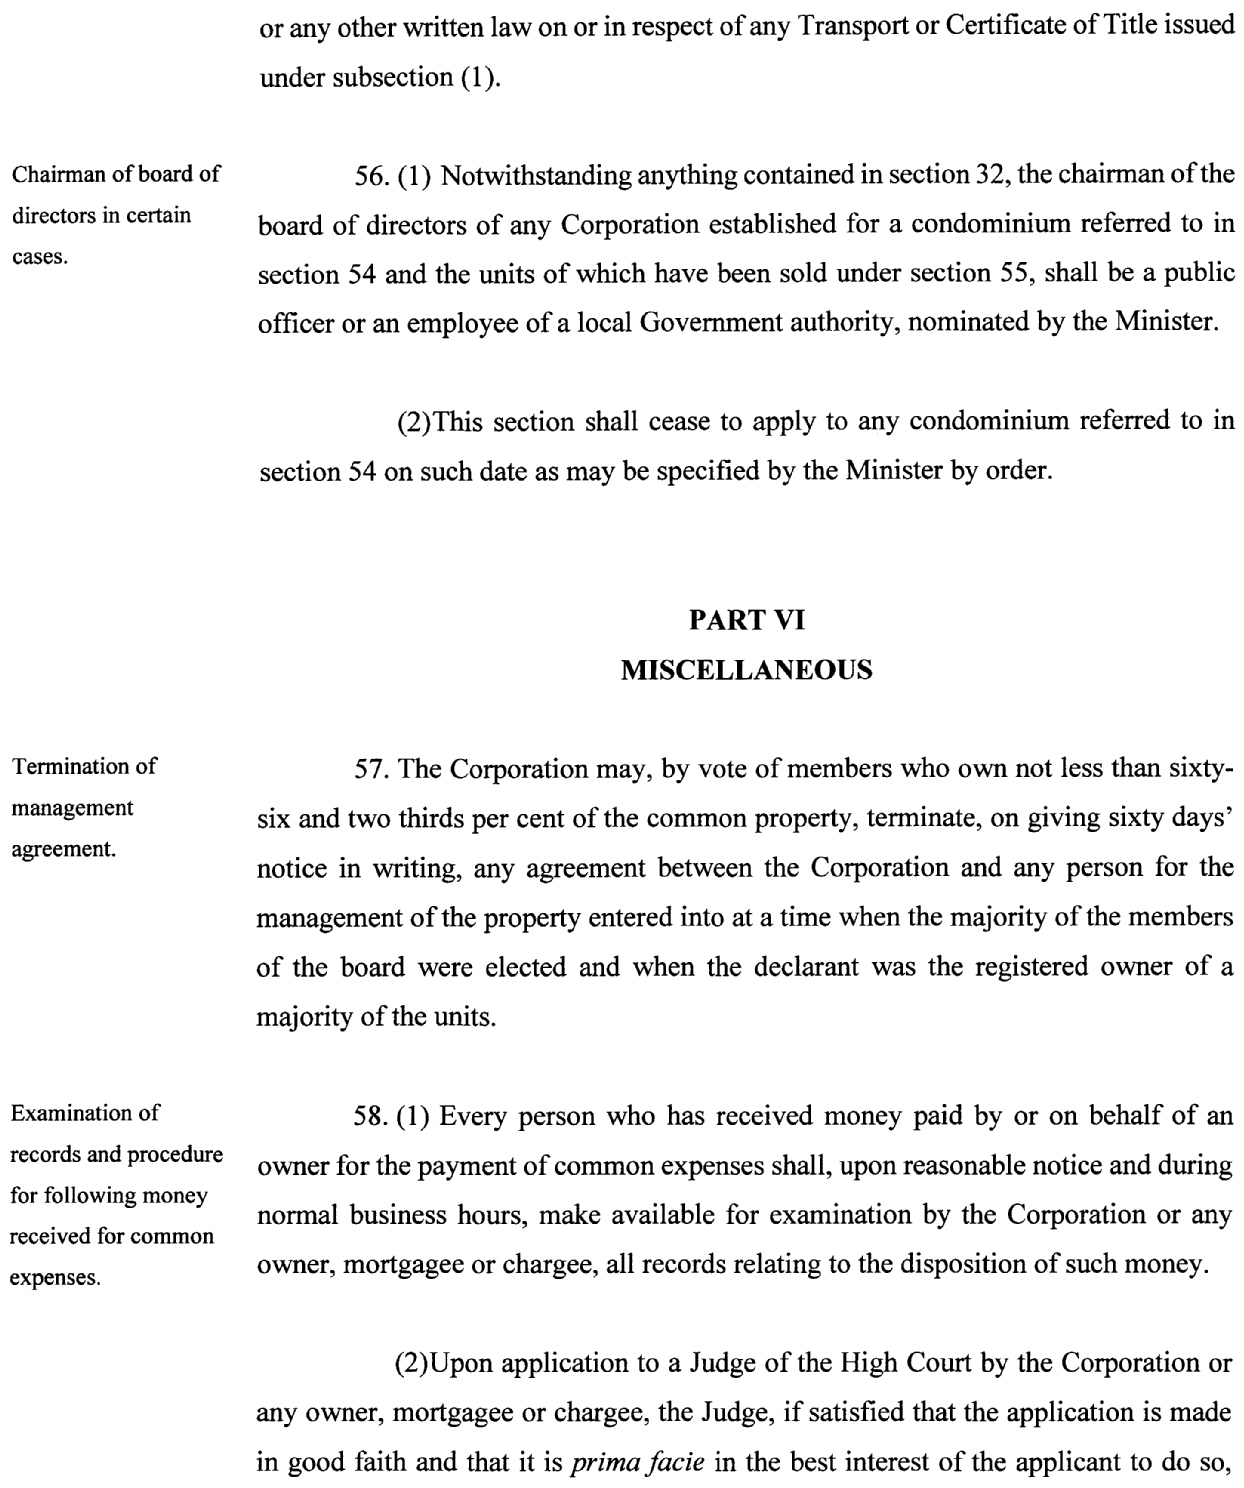 or any other written law on or in respect of any Transport or Certificate of Title issued
under subsection (1).
Chairman of board of
directors in certain
cases.
56. (1) Notwithstanding anything contained in section 32, the chairman of the
board of directors of any Corporation established for a condominium referred to in
section 54 and the units of which have been sold under section 55, shall be a public
officer or an employee of a local Government authority, nominated by the Minister.
(2)This section shall cease to apply to any condominium referred to in
section 54 on such date as may be specified by the Minister by order.
PART VI
MISCELLANEOUS
Termination of
management
agreement.
57. The Corporation may, by vote of members who own not less than sixty-
six and two thirds per cent of the common property, terminate, on giving sixty days’
notice in writing, any agreement between the Corporation and any person for the
management of the property entered into at a time when the majority of the members
of the board were elected and when the declarant was the registered owner of a
majority of the units.
Examination of
records and procedure
for following money
received for common
expenses.
58. (1) Every person who has received money paid by or on behalf of an
owner for the payment of common expenses shall, upon reasonable notice and during
normal business hours, make available for examination by the Corporation or any
owner, mortgagee or chargee, all records relating to the disposition of such money.
(2)Upon application to a Judge of the High Court by the Corporation or
any owner, mortgagee or chargee, the Judge, if satisfied that the application is made
in good faith and that it is prima facie in the best interest of the applicant to do so,